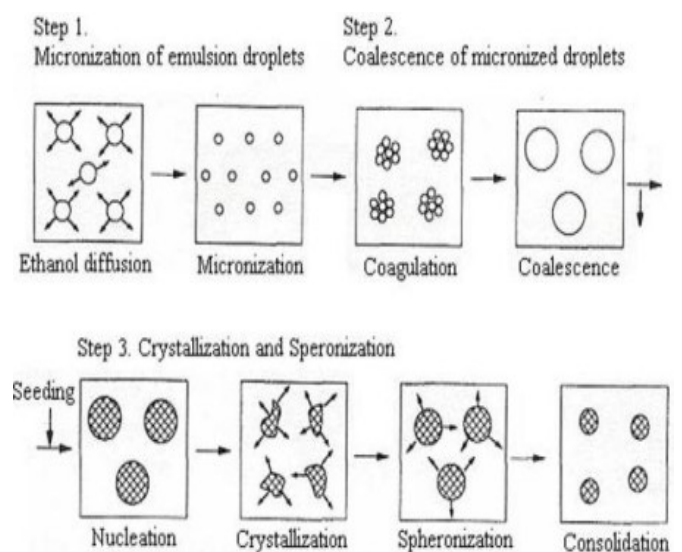 Step 1.
Micronization of emulsion droplets
Step 2.
Coalescence of micronized droplets
Ethanol diffusion
Micronization
Coagulation
Coalescence
Step 3. Crystallization and Speronization
Seeding
Nucleation
Crystallization
Spheronization
Consolidation